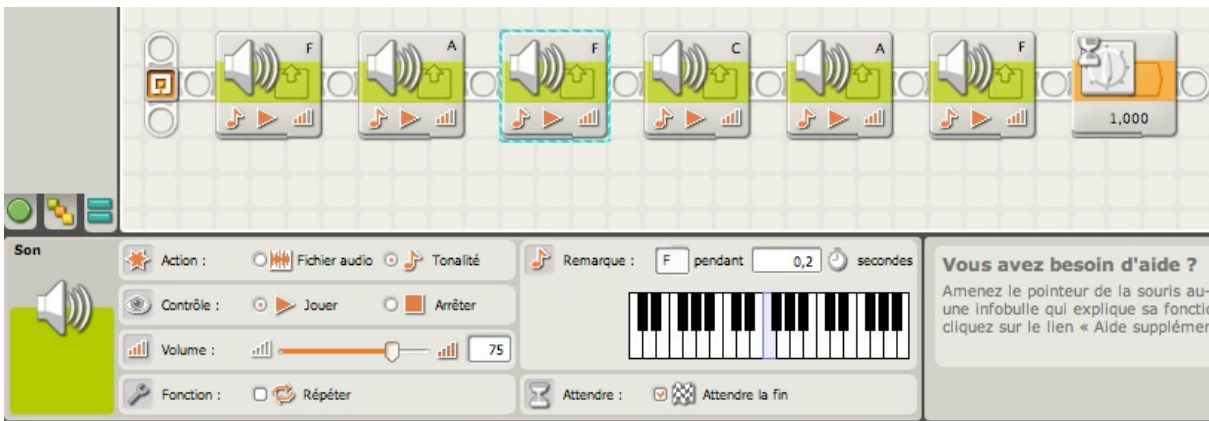 F A F C A F
1,000
Son
Action : Fichier audio Tonalité
Contrôle : Jouer Arrêter
Volume : 75
Fonction : Répéter
Remarque : F pendant 0,2 secondes
Attendre : Attendre la fin
Vous avez besoin d'aide ?
Amenez le pointeur de la souris au-
une infobulle qui explique sa foncti
cliquez sur le lien « Aide supplémer